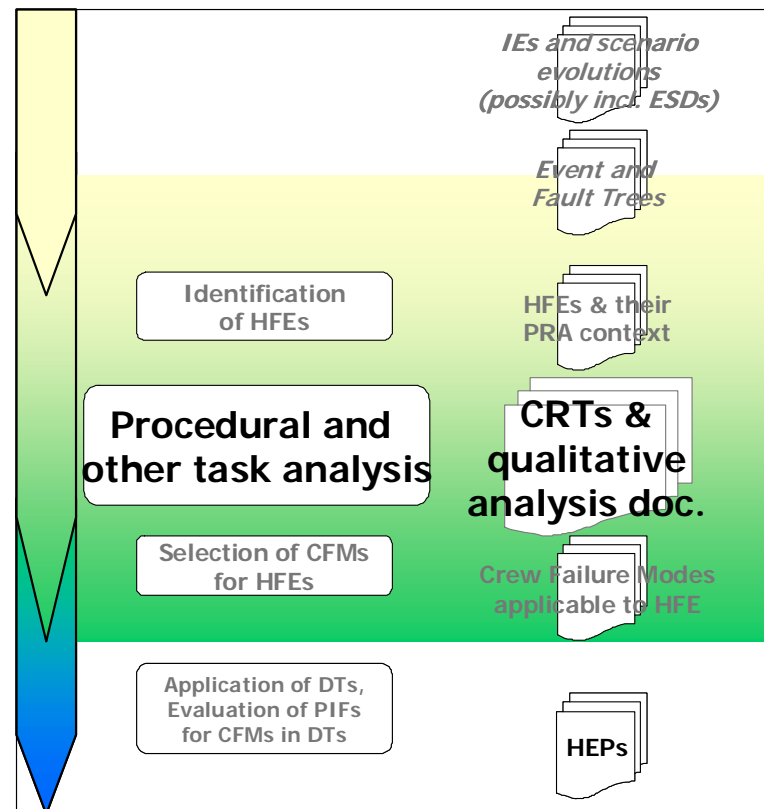 IEs and scenario
evolutions
(possibly incl. ESDs)
Event and
Fault Trees
Identification
of HFEs
HFEs & their
PRA context
Procedural and
other task analysis
CRTs &
qualitative
analysis doc.
Selection of CFMs
for HFEs
Crew Failure Modes
applicable to HFE
Application of DTs,
Evaluation of PIFs
for CFMs in DTs
HEPs